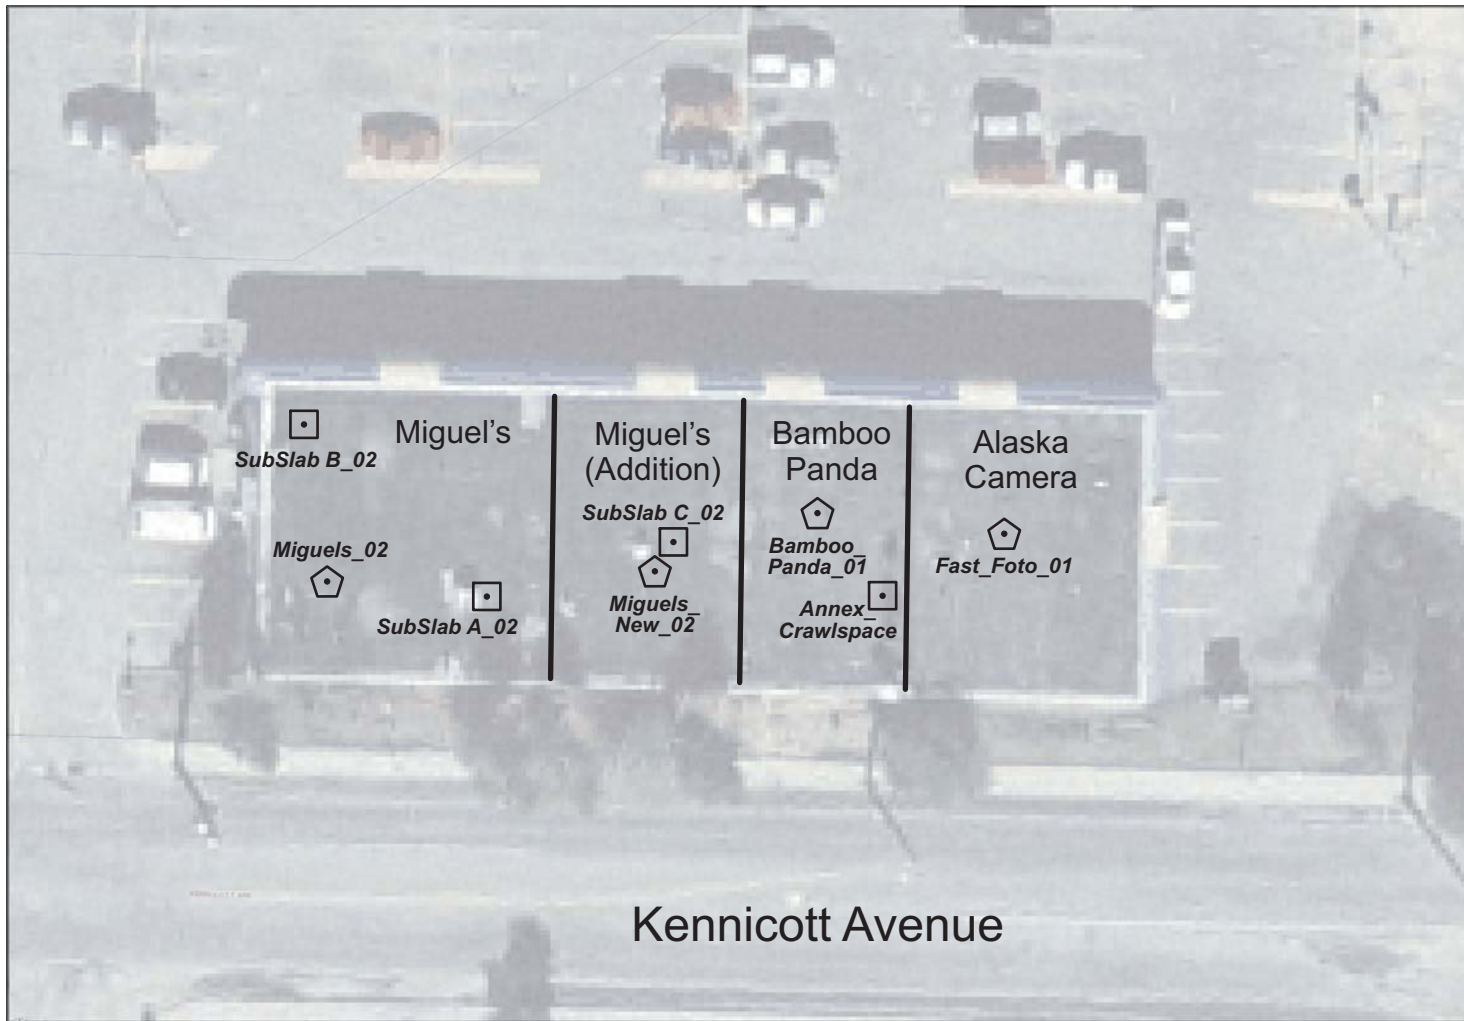 Miguel's
SubSlab B_02
Miguels_02
SubSlab A_02
Miguel's
(Addition)
SubSlab C_02
Miguels_
New_02
Bamboo
Panda
Bamboo_
Panda_01
Annex_
Crawlspace
Alaska
Camera
Fast_Foto_01
Kennicott Avenue